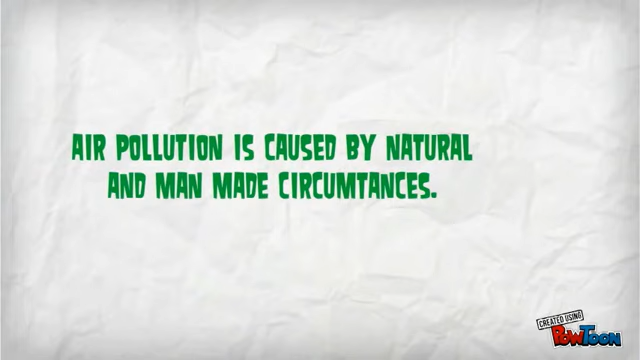 AIR POLLUTION IS CAUSED BY NATURAL
AND MAN MADE CIRCUMTANCES.
CREATED USING
POWTOON